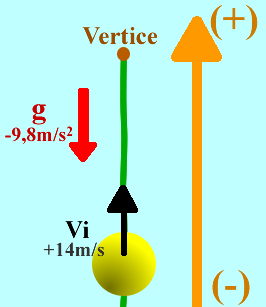 (+)
Vertice
g
-9,8m/s²
Vi
+14m/s
(-)